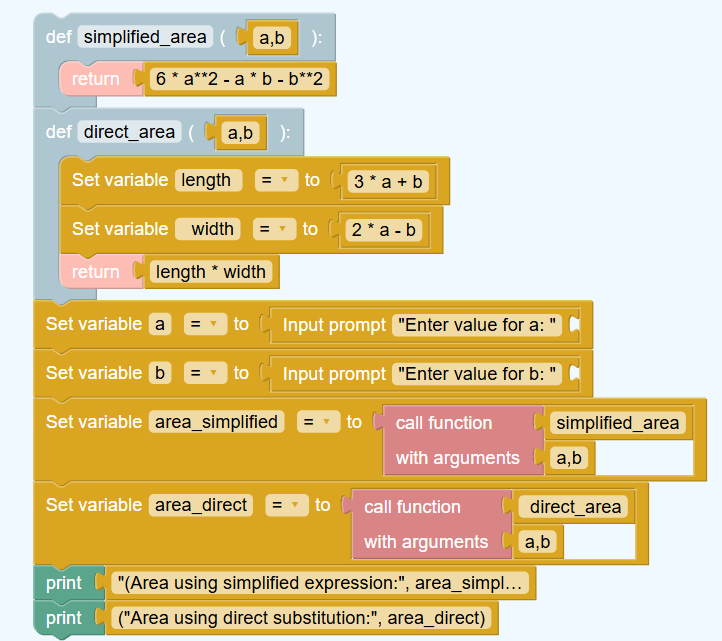 def simplified_area ( a,b ):
return 6 * a**2 - a * b - b**2
def direct_area ( a,b ):
Set variable length = to 3 * a + b
Set variable width = to 2 * a - b
return length * width
Set variable a = to Input prompt "Enter value for a: "
Set variable b = to Input prompt "Enter value for b: "
Set variable area_simplified = to call function simplified_area
with arguments a,b
Set variable area_direct = to call function direct_area
with arguments a,b
print "(Area using simplified expression:", area_simpl...
print ("Area using direct substitution:", area_direct)